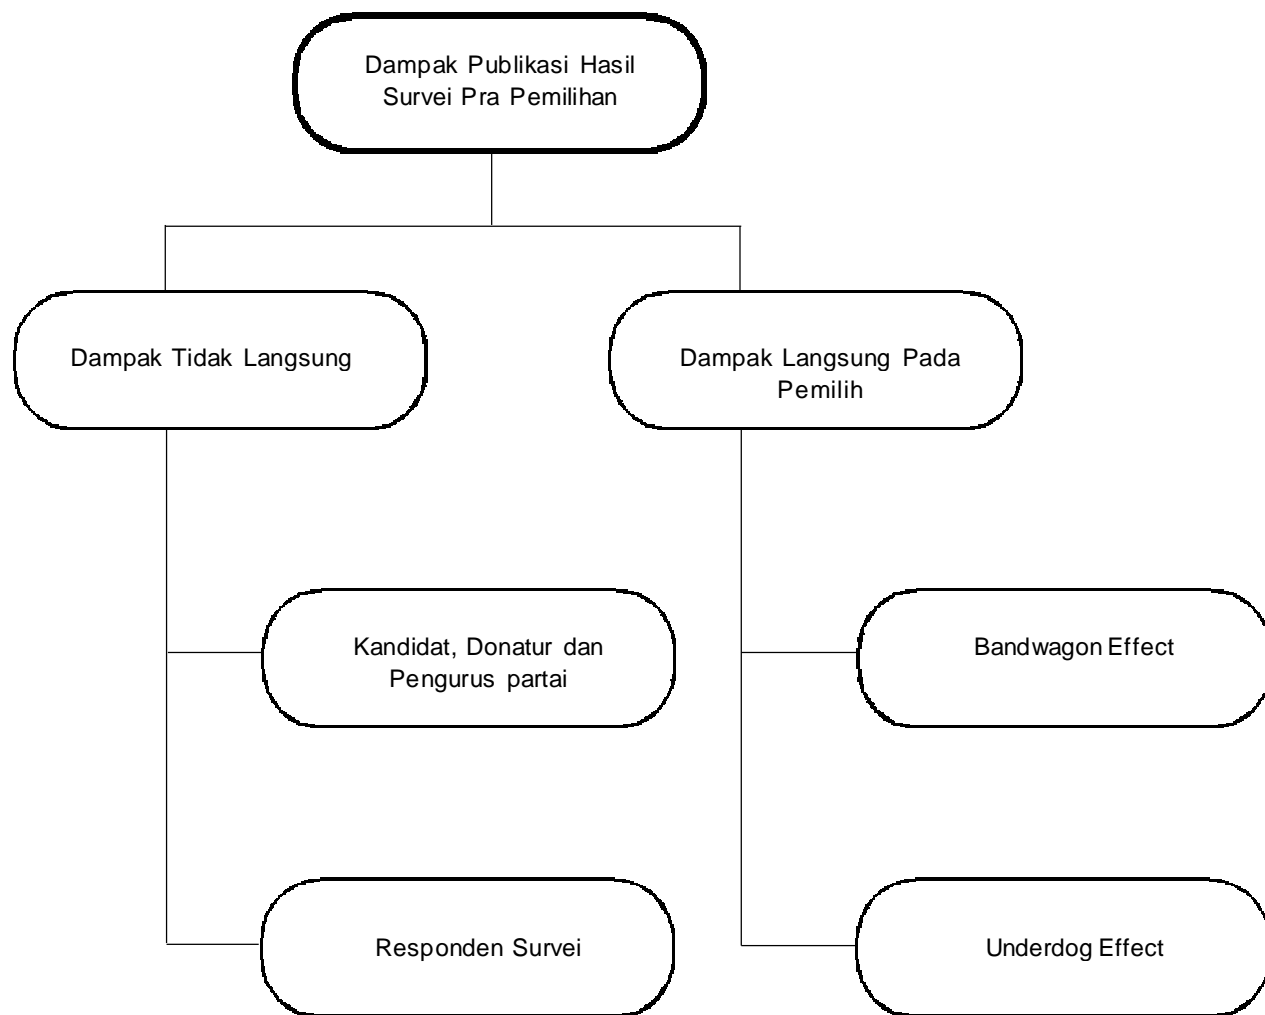 Dampak Publikasi Hasil
Survei Pra Pemilihan
Dampak Tidak Langsung
Dampak Langsung Pada
Pemilih
Kandidat, Donatur dan
Pengurus partai
Bandwagon Effect
Responden Survei
Underdog Effect